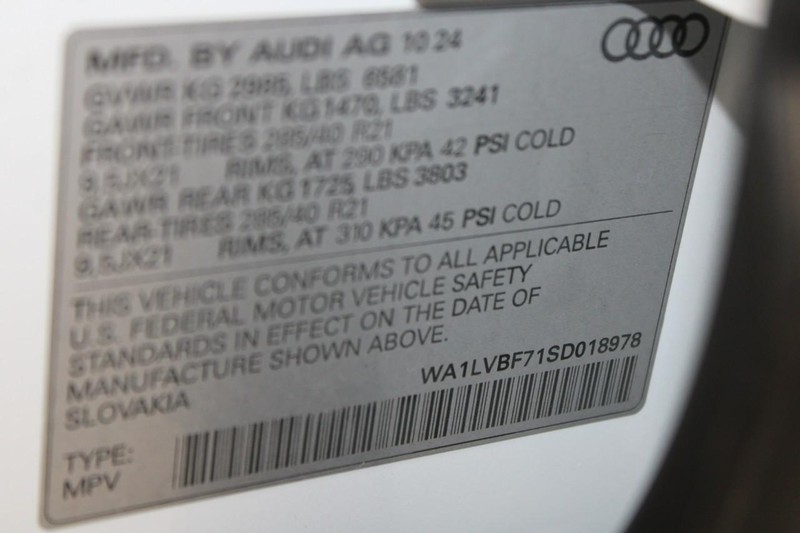 MFD. BY AUDI AG 10 24
GVWR KG 2985, LBS 6581
GAWR FRONT KG 1470, LBS 3241
FRONT-TIRES 285/40 R21
9,5JX21 RIMS, AT 290 KPA 42 PSI COLD
GAWR REAR KG 1725 LBS 3803
REAR-TIRES 285/40 R21
9,5JX21 RIMS, AT 310 KPA 45 PSI COLD
THIS VEHICLE CONFORMS TO ALL APPLICABLE
U.S. FEDERAL MOTOR VEHICLE SAFETY
STANDARDS IN EFFECT ON THE DATE OF
MANUFACTURE SHOWN ABOVE.
SLOVAKIA WA1LVBF71SD018978
TYPE:
MPV